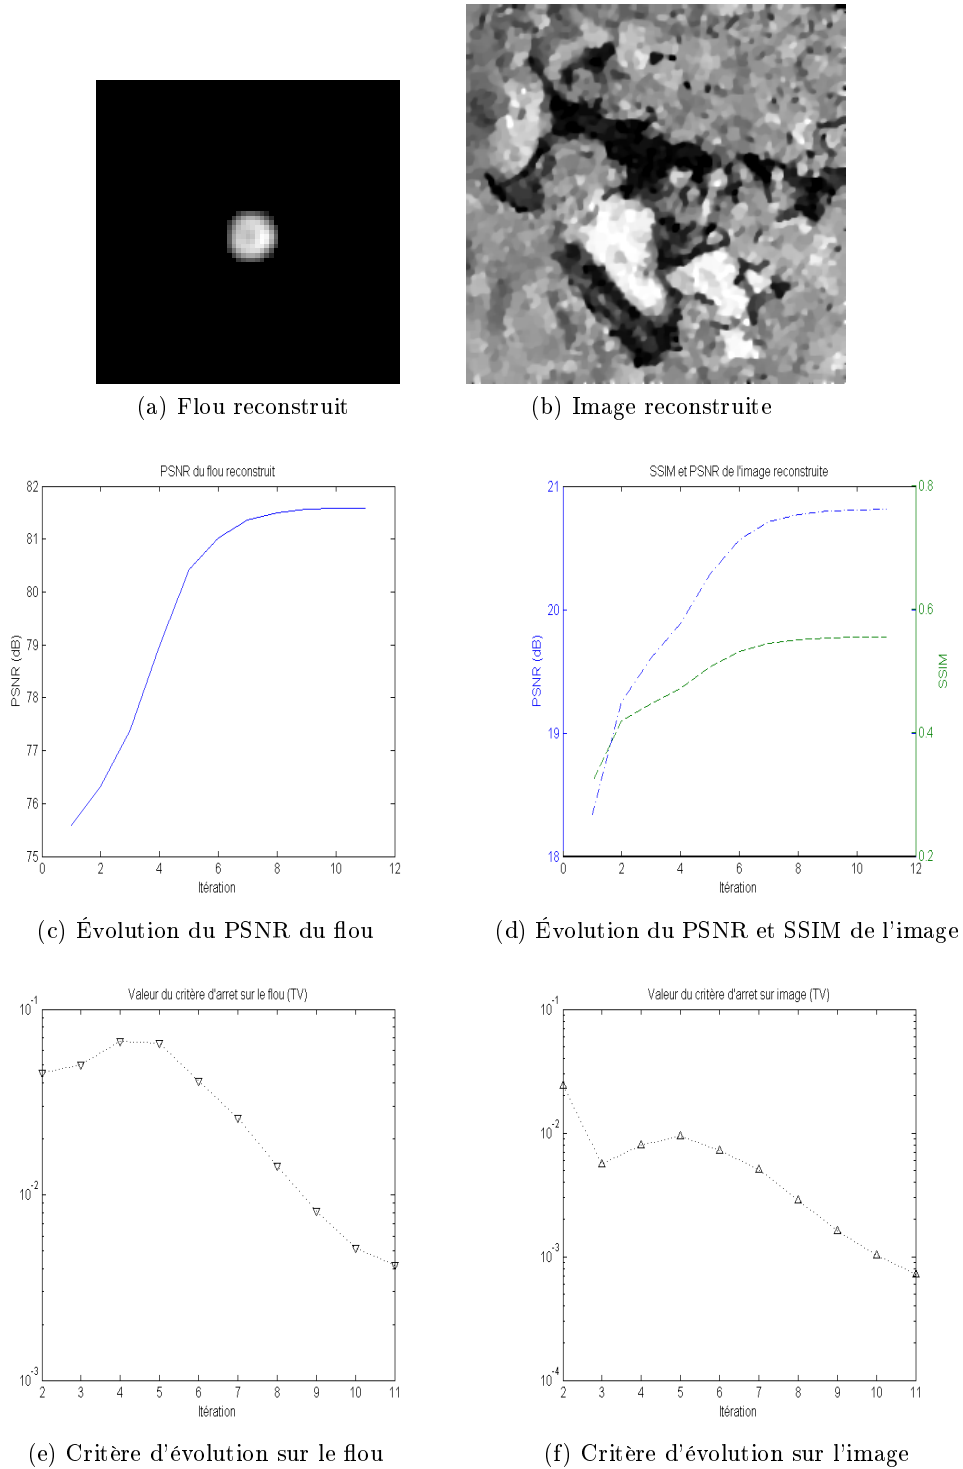 (a) Flou reconstruit
(b) Image reconstruite
PSNR du flou reconstruit
82
81
80
79
78
77
76
75
PSNR (dB)
0 2 4 6 8 10 12
Itération
SSIM et PSNR de l'image reconstruite
21
20
19
18
PSNR (dB)
0.8
0.6
0.4
0.2
SSIM
0 2 4 6 8 10 12
Itération
(c) Évolution du PSNR du flou
(d) Évolution du PSNR et SSIM de l'image
Valeur du critère d'arret sur le flou (TV)
10^-1
10^-2
10^-3
2 3 4 5 6 7 8 9 10 11
Itération
Valeur du critère d'arret sur image (TV)
10^-1
10^-2
10^-3
10^-4
2 3 4 5 6 7 8 9 10 11
Itération
(e) Critère d'évolution sur le flou
(f) Critère d'évolution sur l'image